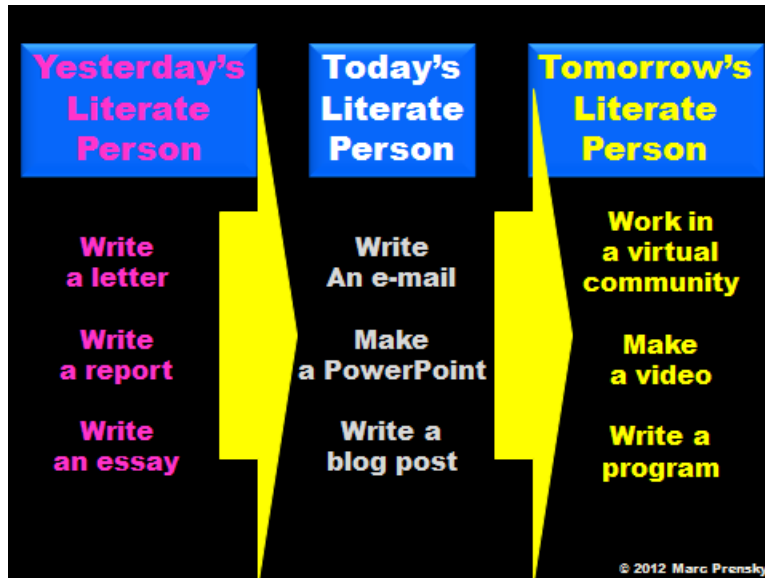 Yesterday's
Literate
Person
Write
a letter
Write
a report
Write
an essay
Today's
Literate
Person
Write
An e-mail
Make
a PowerPoint
Write a
blog post
Tomorrow's
Literate
Person
Work in
a virtual
community
Make
a video
Write a
program
© 2012 Marc Prensky